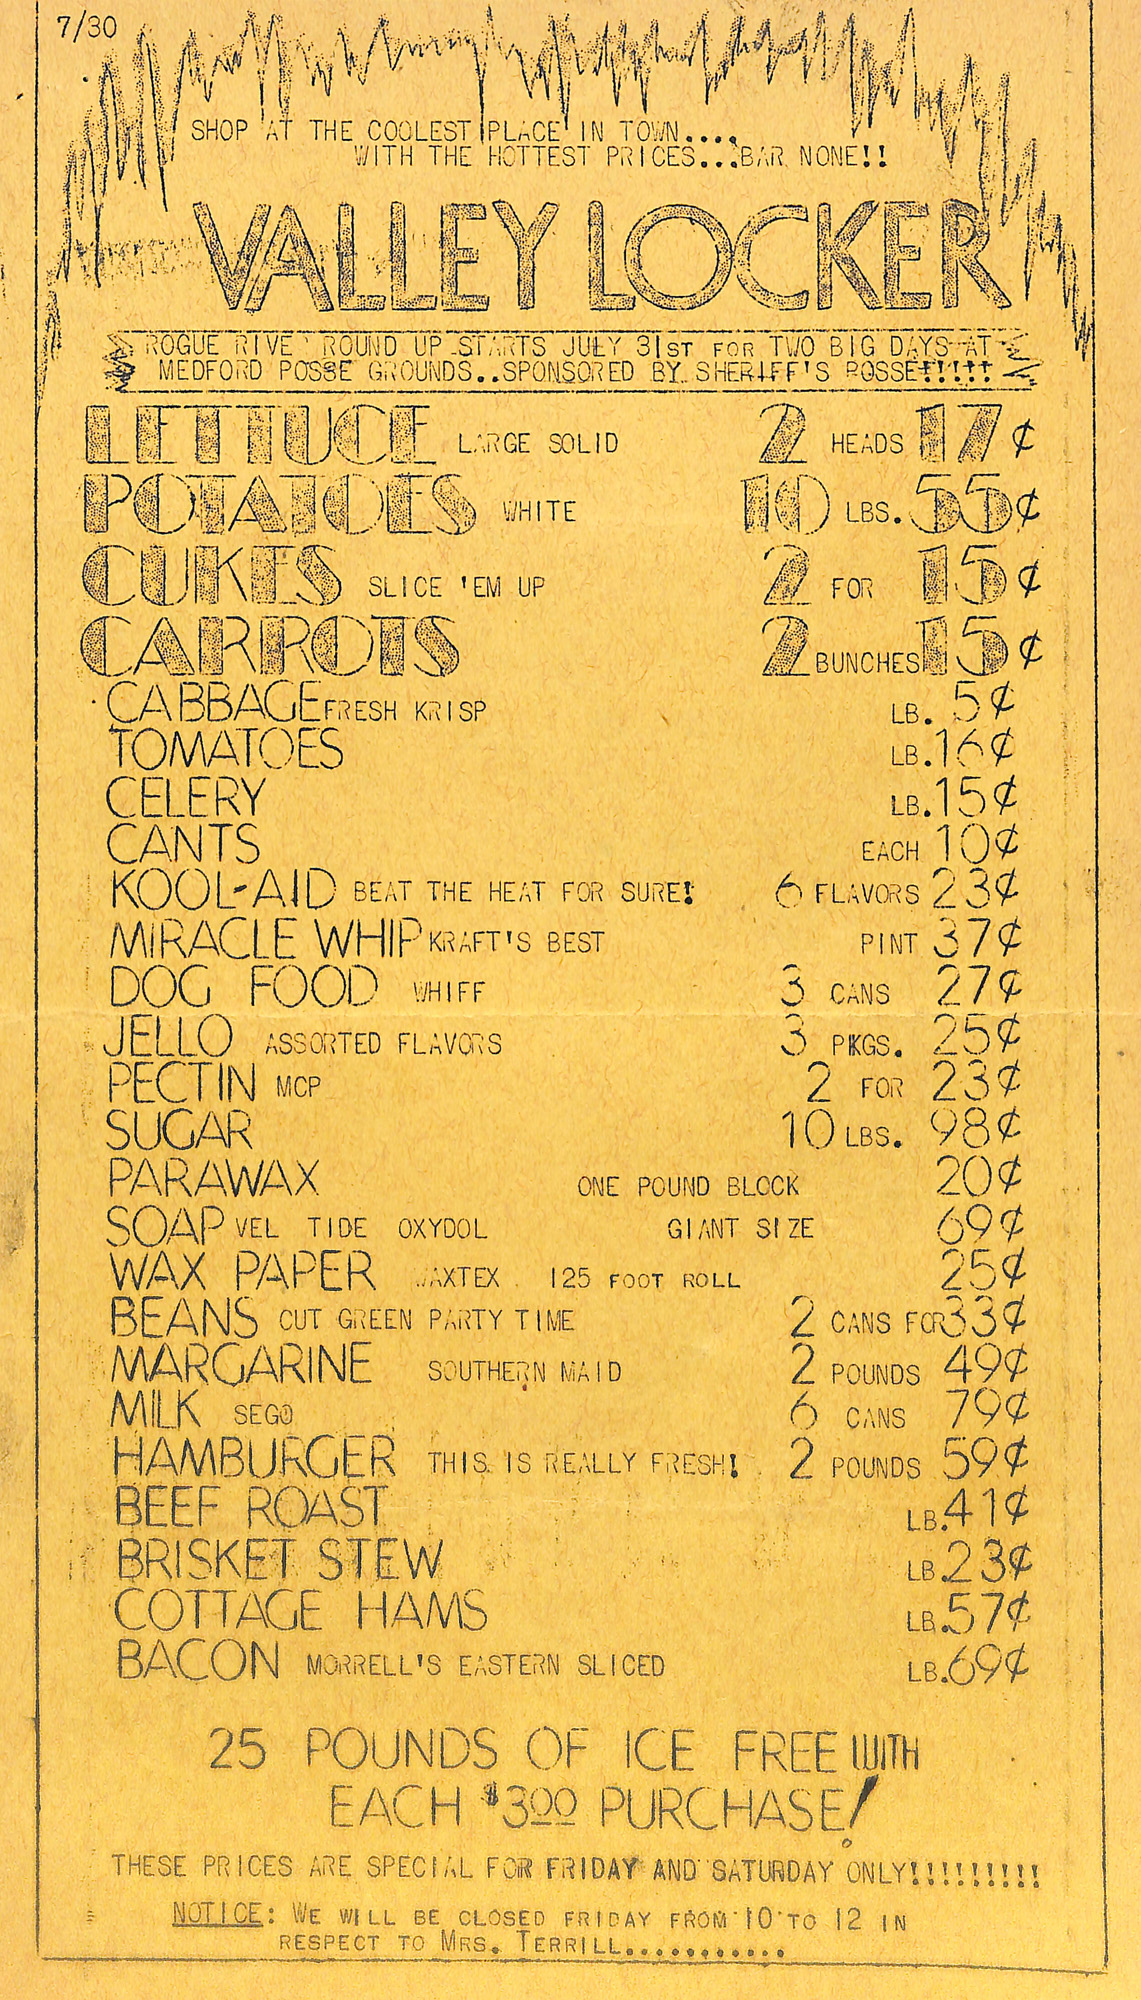 7/30
SHOP AT THE COOLEST PLACE IN TOWN....
WITH THE HOTTEST PRICES...BAR NONE!!
VALLEY LOCKER
ROGUE RIVE ROUND UP STARTS JULY 31ST FOR TWO BIG DAYS AT
MEDFORD POSSE GROUNDS..SPONSORED BY SHERIFF'S POSSE!!!!!
LETTUCE LARGE SOLID 2 HEADS 17¢
POTATOES WHITE 10 LBS. 55¢
CUKES SLICE 'EM UP 2 FOR 15¢
CARROTS 2 BUNCHES 15¢
CABBAGE FRESH KRISP LB. 5¢
TOMATOES LB. 16¢
CELERY LB. 15¢
CANTS EACH 10¢
KOOL-AID BEAT THE HEAT FOR SURE! 6 FLAVORS 23¢
MIRACLE WHIP KRAFT'S BEST PINT 37¢
DOG FOOD WHIFF 3 CANS 27¢
JELLO ASSORTED FLAVORS 3 PKGS. 25¢
PECTIN MCP 2 FOR 23¢
SUGAR 10 LBS. 98¢
PARAWAX ONE POUND BLOCK 20¢
SOAP VEL TIDE OXYDOL GIANT SIZE 69¢
WAX PAPER WAXTEX 125 FOOT ROLL 25¢
BEANS CUT GREEN PARTY TIME 2 CANS FOR 33¢
MARGARINE SOUTHERN MAID 2 POUNDS 49¢
MILK SEGO 6 CANS 79¢
HAMBURGER THIS IS REALLY FRESH! 2 POUNDS 59¢
BEEF ROAST LB. 41¢
BRISKET STEW LB. 23¢
COTTAGE HAMS LB. 57¢
BACON MORRELL'S EASTERN SLICED LB. 69¢
25 POUNDS OF ICE FREE WITH
EACH $3.00 PURCHASE!
THESE PRICES ARE SPECIAL FOR FRIDAY AND SATURDAY ONLY!!!!!!!!!
NOTICE: WE WILL BE CLOSED FRIDAY FROM 10 TO 12 IN
RESPECT TO MRS. TERRILL...........